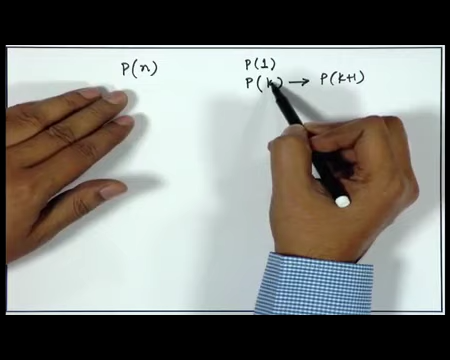 P(n)
P(1)
P(k) → P(k+1)